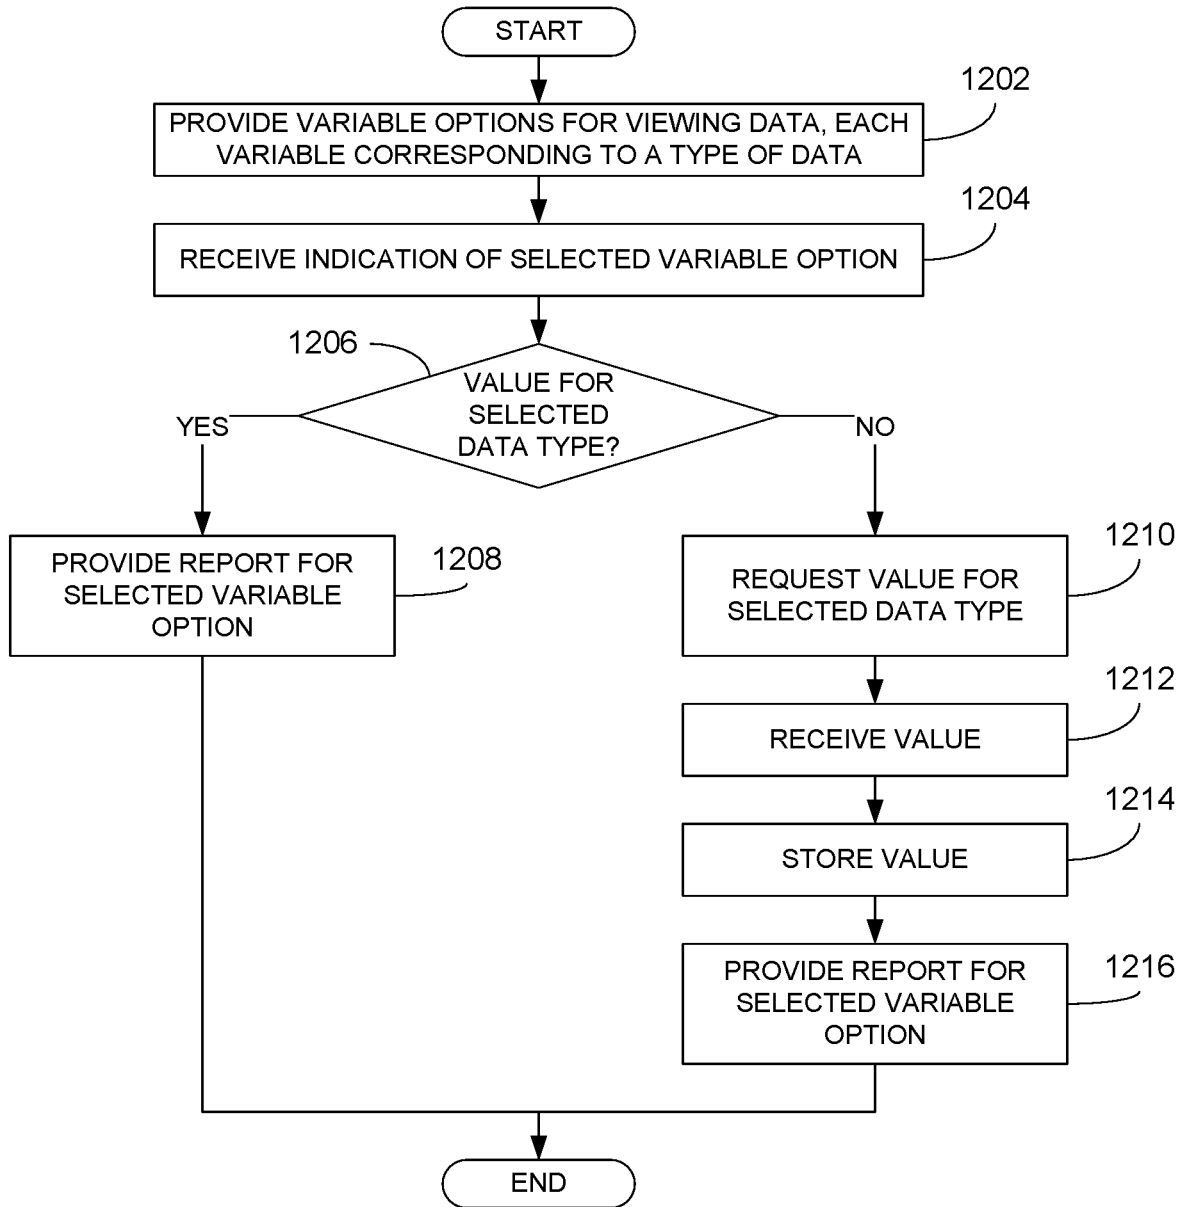 START
1202
PROVIDE VARIABLE OPTIONS FOR VIEWING DATA, EACH
VARIABLE CORRESPONDING TO A TYPE OF DATA
1204
RECEIVE INDICATION OF SELECTED VARIABLE OPTION
1206
VALUE FOR
SELECTED
DATA TYPE?
YES
NO
PROVIDE REPORT FOR
SELECTED VARIABLE
OPTION
1208
1210
REQUEST VALUE FOR
SELECTED DATA TYPE
1212
RECEIVE VALUE
1214
STORE VALUE
1216
PROVIDE REPORT FOR
SELECTED VARIABLE
OPTION
END